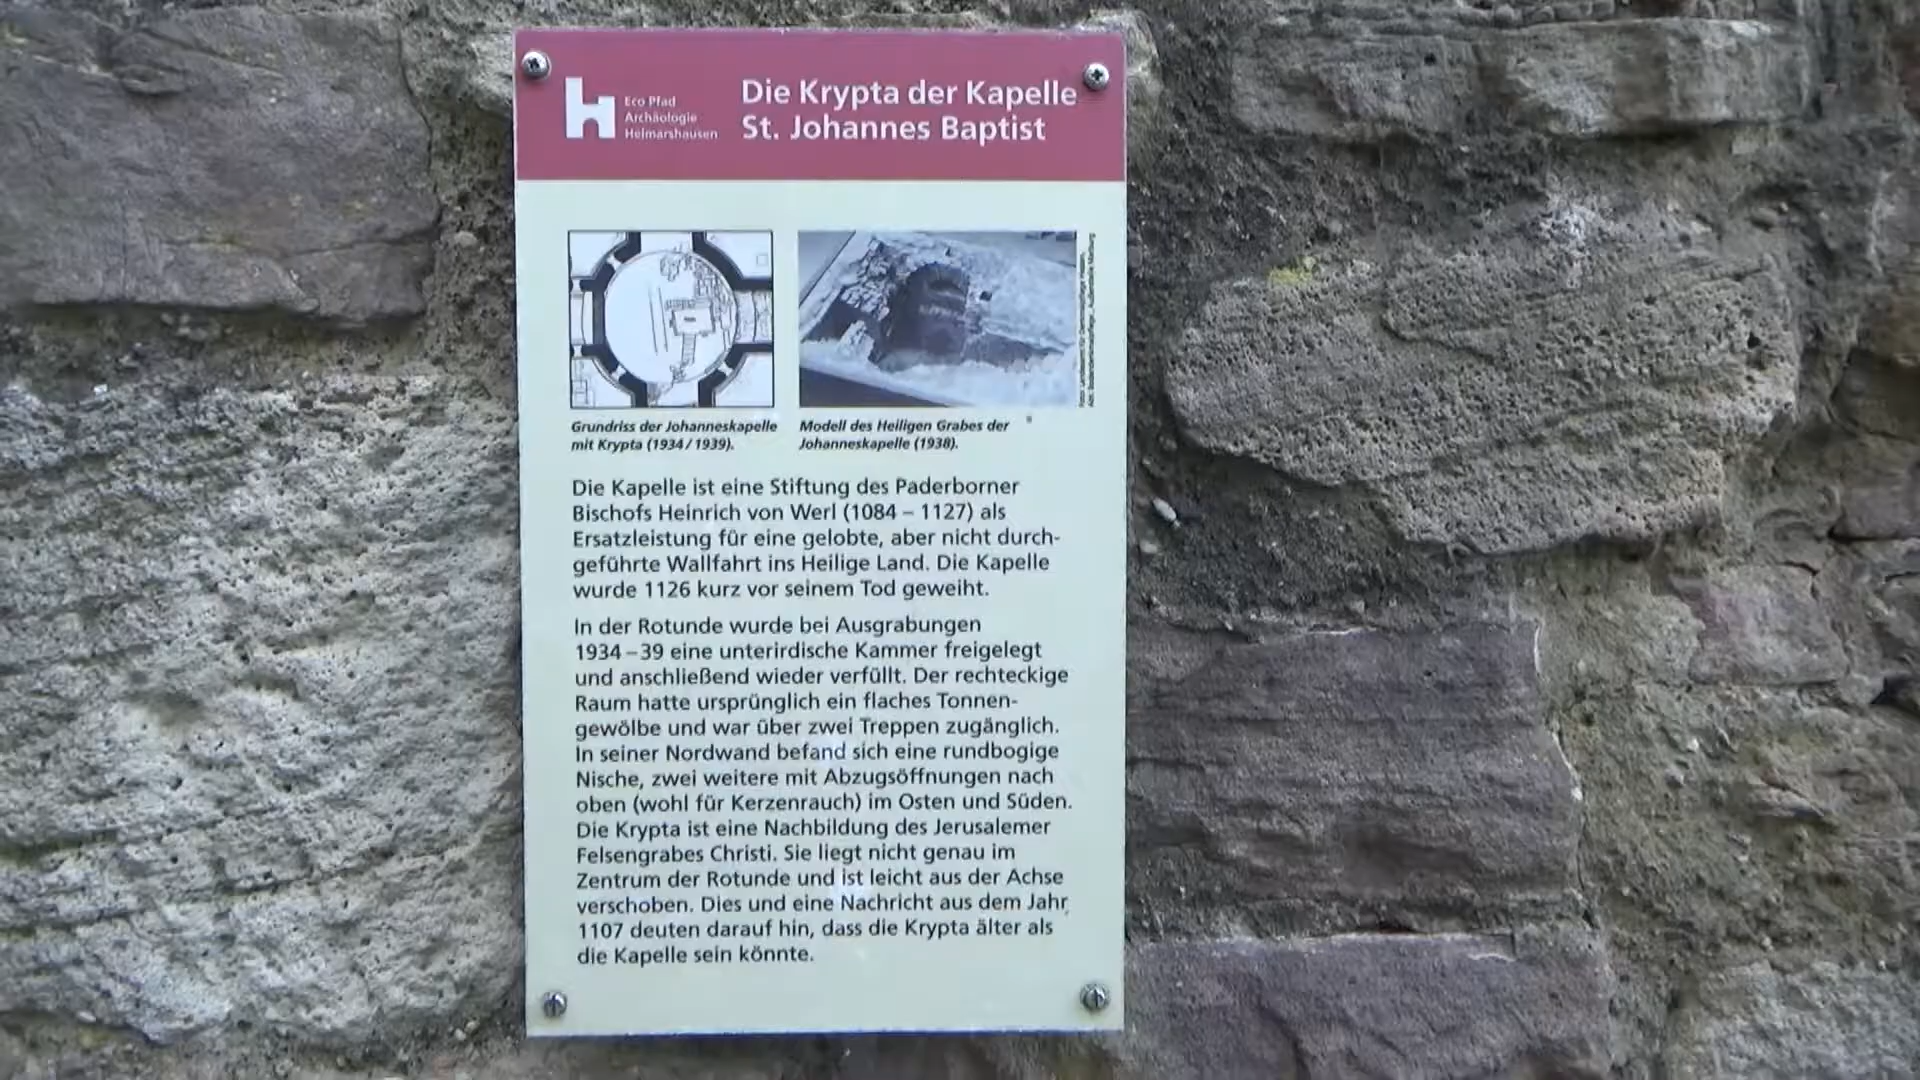 Eco Pfad
Archäologie
Helmarshausen
Die Krypta der Kapelle
St. Johannes Baptist
Grundriss der Johanneskapelle
mit Krypta (1934/1939).
Modell des Heiligen Grabes der
Johanneskapelle (1938).
Die Kapelle ist eine Stiftung des Paderborner
Bischofs Heinrich von Werl (1084 – 1127) als
Ersatzleistung für eine gelobte, aber nicht durch-
geführte Wallfahrt ins Heilige Land. Die Kapelle
wurde 1126 kurz vor seinem Tod geweiht.
In der Rotunde wurde bei Ausgrabungen
1934 – 39 eine unterirdische Kammer freigelegt
und anschließend wieder verfüllt. Der rechteckige
Raum hatte ursprünglich ein flaches Tonnen-
gewölbe und war über zwei Treppen zugänglich.
In seiner Nordwand befand sich eine rundbogige
Nische, zwei weitere mit Abzugsöffnungen nach
oben (wohl für Kerzenrauch) im Osten und Süden.
Die Krypta ist eine Nachbildung des Jerusalemer
Felsengrabes Christi. Sie liegt nicht genau im
Zentrum der Rotunde und ist leicht aus der Achse
verschoben. Dies und eine Nachricht aus dem Jahr
1107 deuten darauf hin, dass die Krypta älter als
die Kapelle sein könnte.